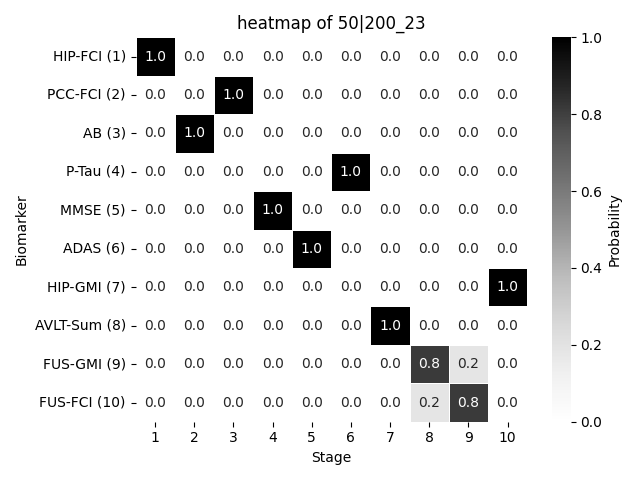 heatmap of 50|200_23
HIP-FCI (1) 1.0 0.0 0.0 0.0 0.0 0.0 0.0 0.0 0.0 0.0
PCC-FCI (2) 0.0 0.0 1.0 0.0 0.0 0.0 0.0 0.0 0.0 0.0
AB (3) 0.0 1.0 0.0 0.0 0.0 0.0 0.0 0.0 0.0 0.0
P-Tau (4) 0.0 0.0 0.0 0.0 0.0 1.0 0.0 0.0 0.0 0.0
MMSE (5) 0.0 0.0 0.0 1.0 0.0 0.0 0.0 0.0 0.0 0.0
ADAS (6) 0.0 0.0 0.0 0.0 1.0 0.0 0.0 0.0 0.0 0.0
HIP-GMI (7) 0.0 0.0 0.0 0.0 0.0 0.0 0.0 0.0 0.0 1.0
AVLT-Sum (8) 0.0 0.0 0.0 0.0 0.0 0.0 1.0 0.0 0.0 0.0
FUS-GMI (9) 0.0 0.0 0.0 0.0 0.0 0.0 0.0 0.8 0.2 0.0
FUS-FCI (10) 0.0 0.0 0.0 0.0 0.0 0.0 0.0 0.2 0.8 0.0
1 2 3 4 5 6 7 8 9 10
Stage
Biomarker
1.0
0.8
0.6
0.4
0.2
0.0
Probability